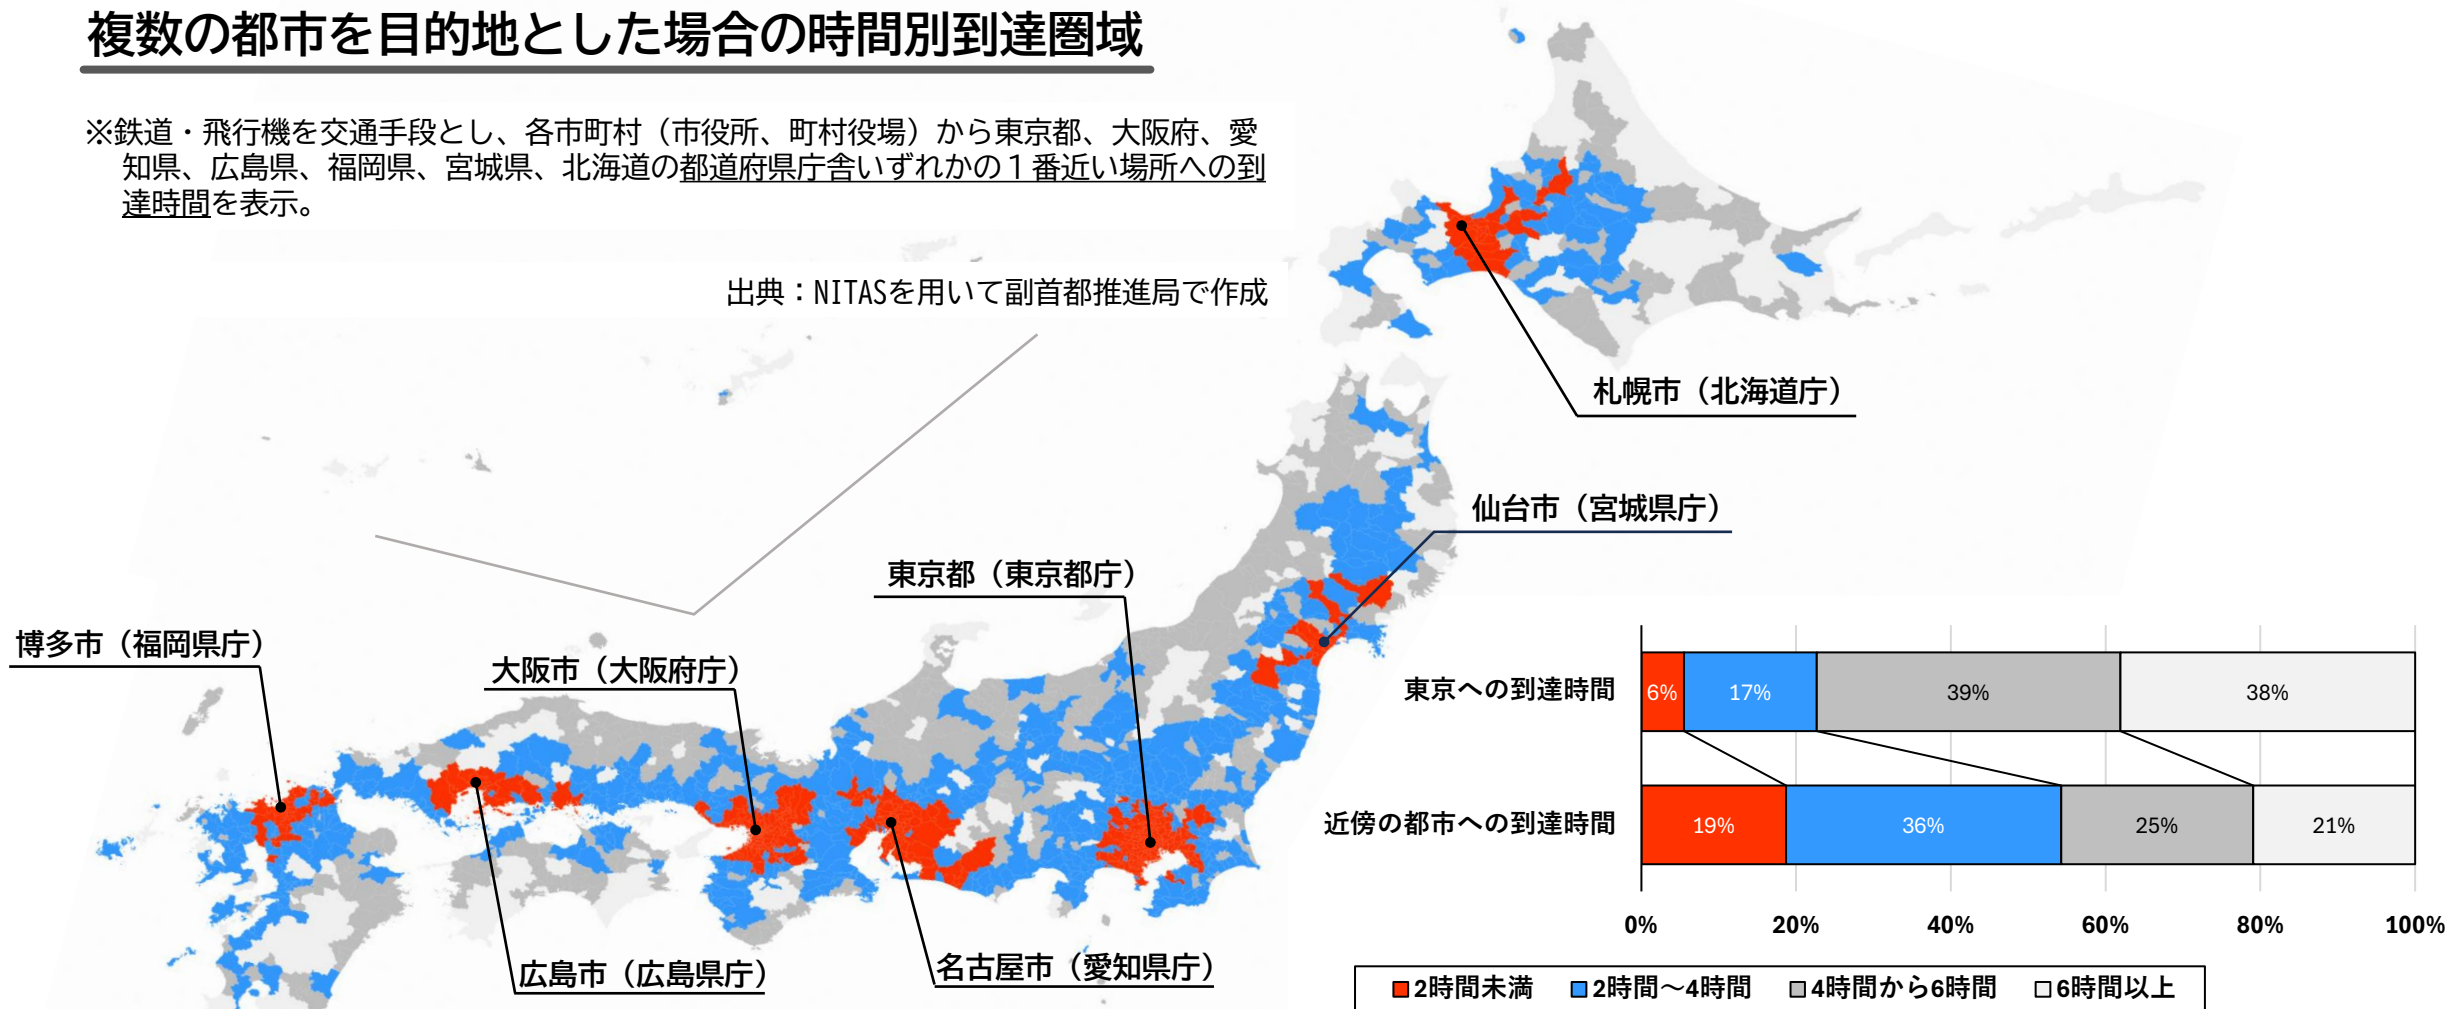 複数の都市を目的地とした場合の時間別到達圏域
※鉄道・飛行機を交通手段とし、各市町村（市役所、町村役場）から東京都、大阪府、愛
知県、広島県、福岡県、宮城県、北海道の都道府県庁舎いずれかの１番近い場所への到
達時間を表示。
出典：NITASを用いて副首都推進局で作成
札幌市（北海道庁）
仙台市（宮城県庁）
東京都（東京都庁）
博多市（福岡県庁）
大阪市（大阪府庁）
広島市（広島県庁）
名古屋市（愛知県庁）
東京への到達時間
6% 17% 39% 38%
近傍の都市への到達時間
19% 36% 25% 21%
0% 20% 40% 60% 80% 100%
2時間未満 2時間～4時間 4時間から6時間 6時間以上